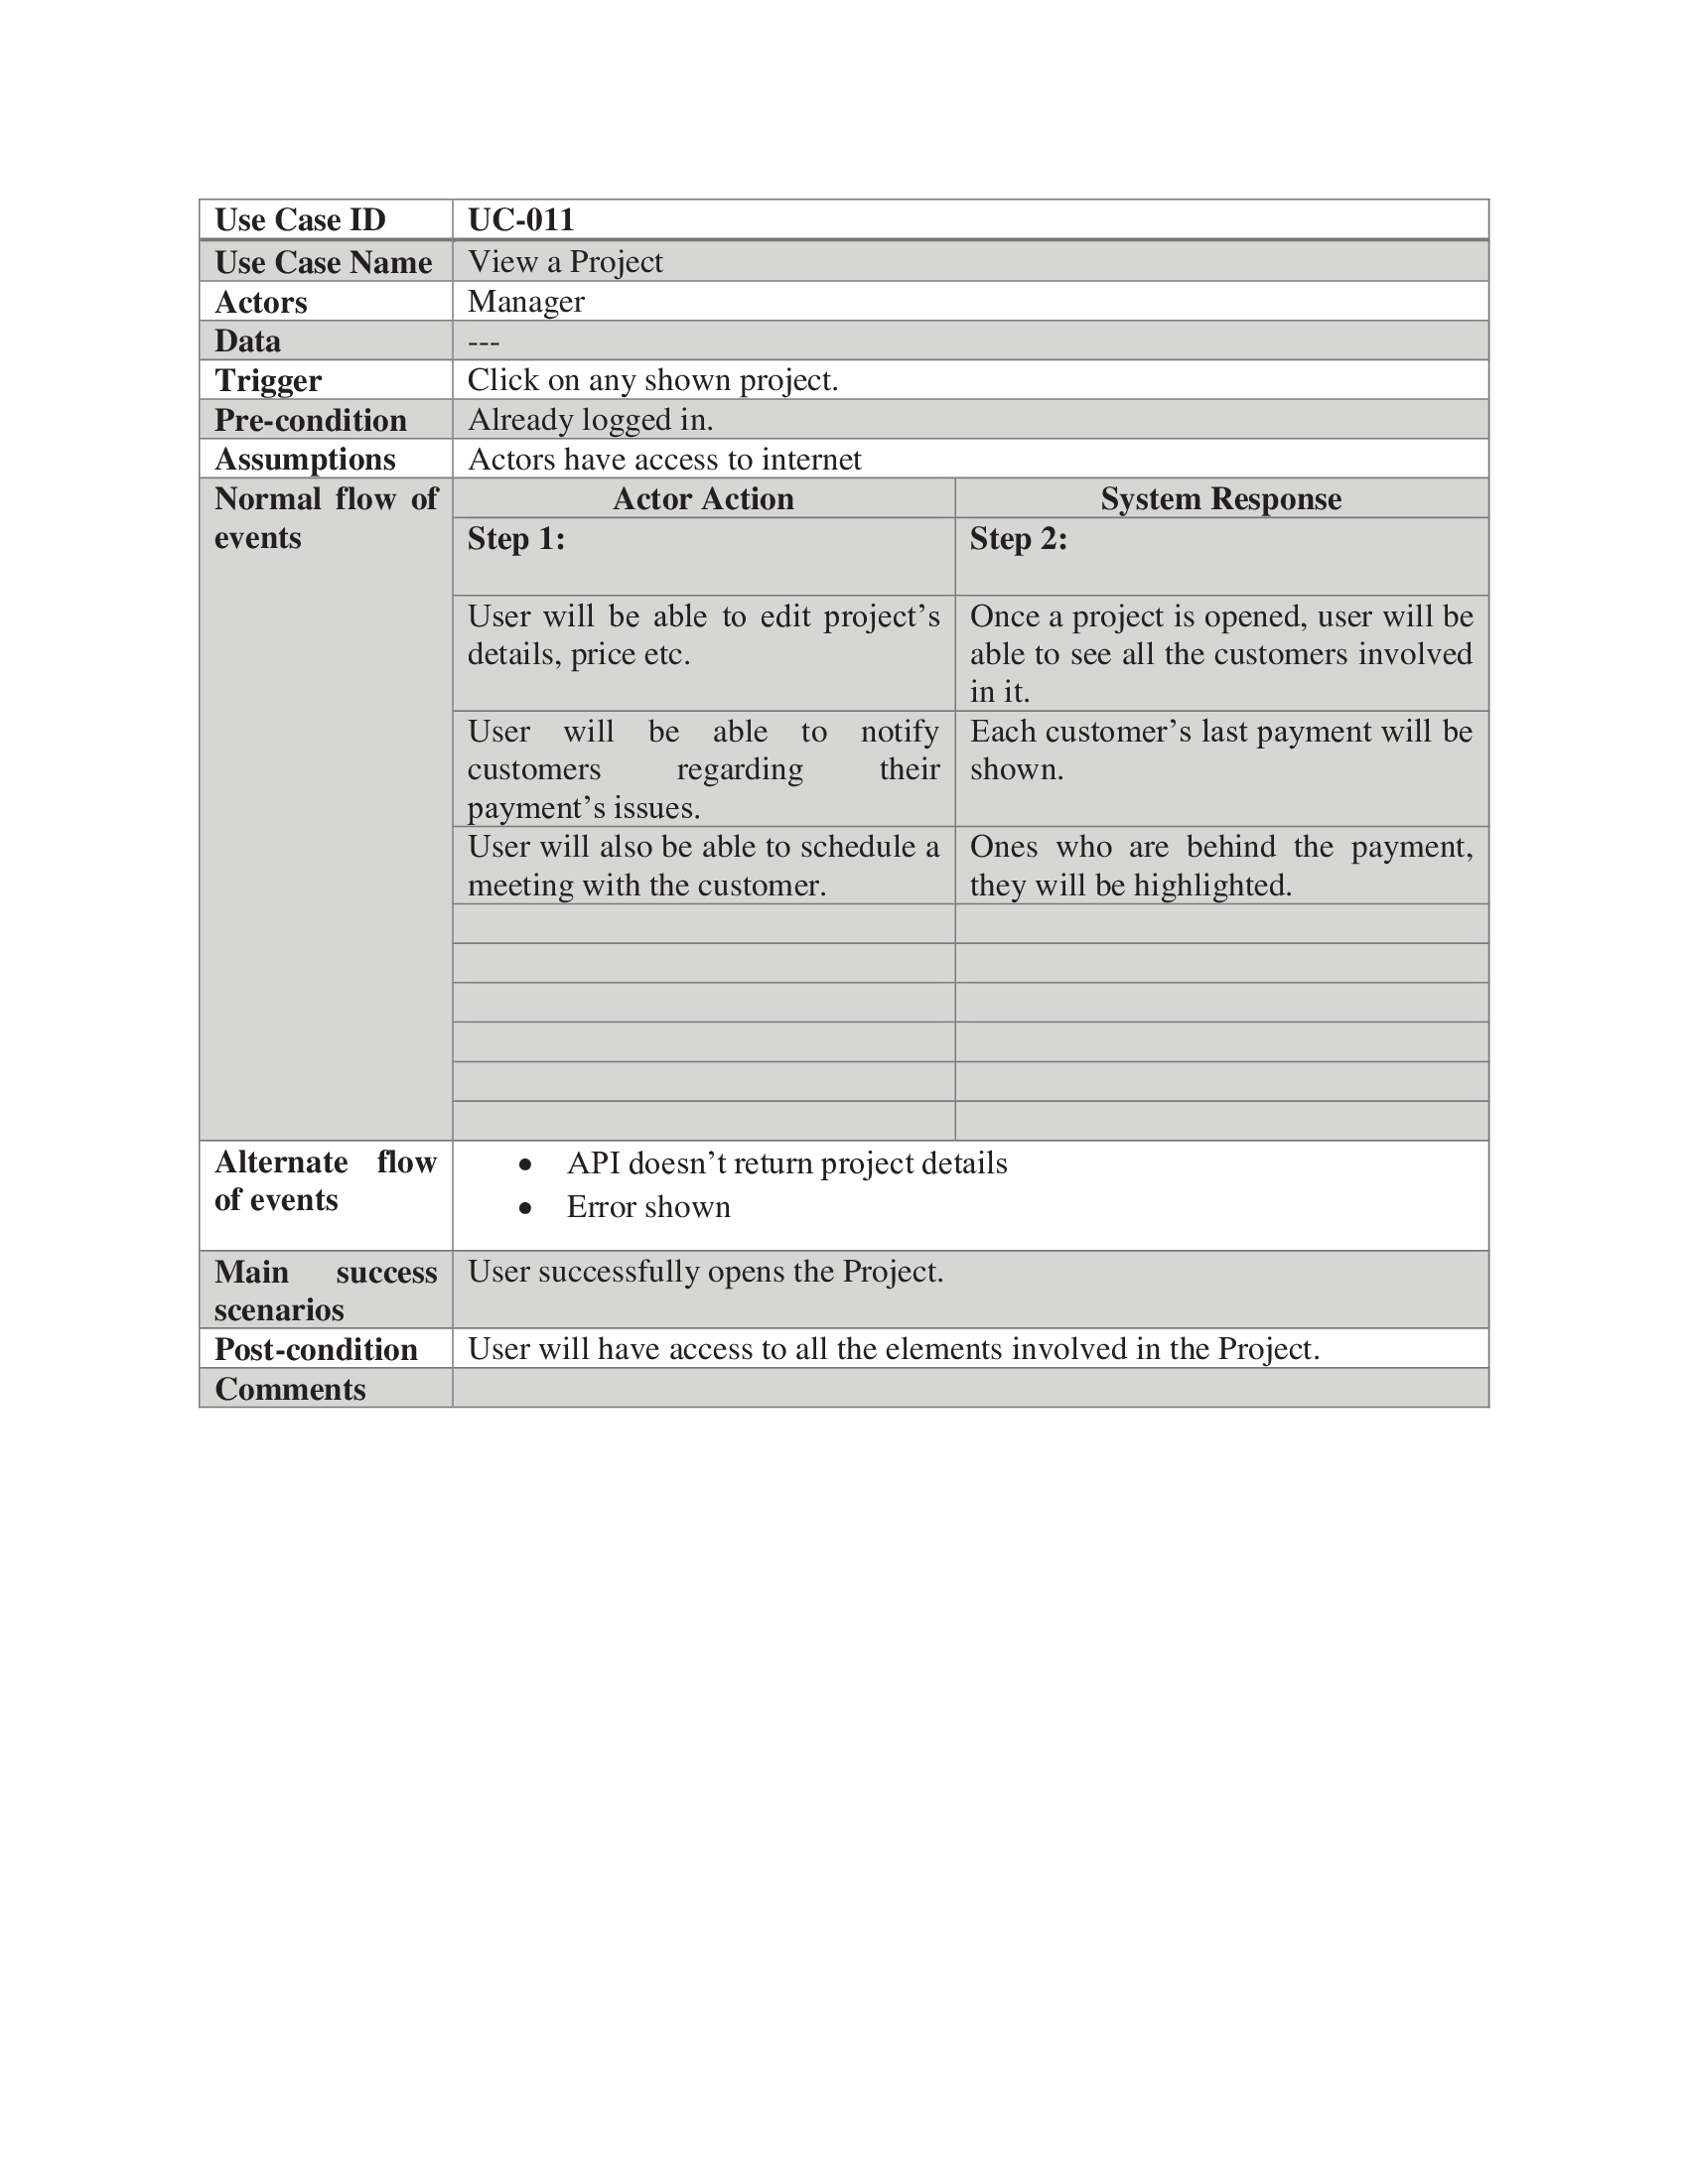 Use Case ID UC-011
Use Case Name View a Project
Actors Manager
Data ---
Trigger Click on any shown project.
Pre-condition Already logged in.
Assumptions Actors have access to internet
Normal flow of events
Actor Action System Response
Step 1: Step 2:
User will be able to edit project’s
details, price etc.
Once a project is opened, user will be
able to see all the customers involved
in it.
User will be able to notify
customers regarding their
payment’s issues.
Each customer’s last payment will be
shown.
User will also be able to schedule a
meeting with the customer.
Ones who are behind the payment,
they will be highlighted.
Alternate flow
of events
• API doesn’t return project details
• Error shown
Main success
scenarios
User successfully opens the Project.
Post-condition User will have access to all the elements involved in the Project.
Comments